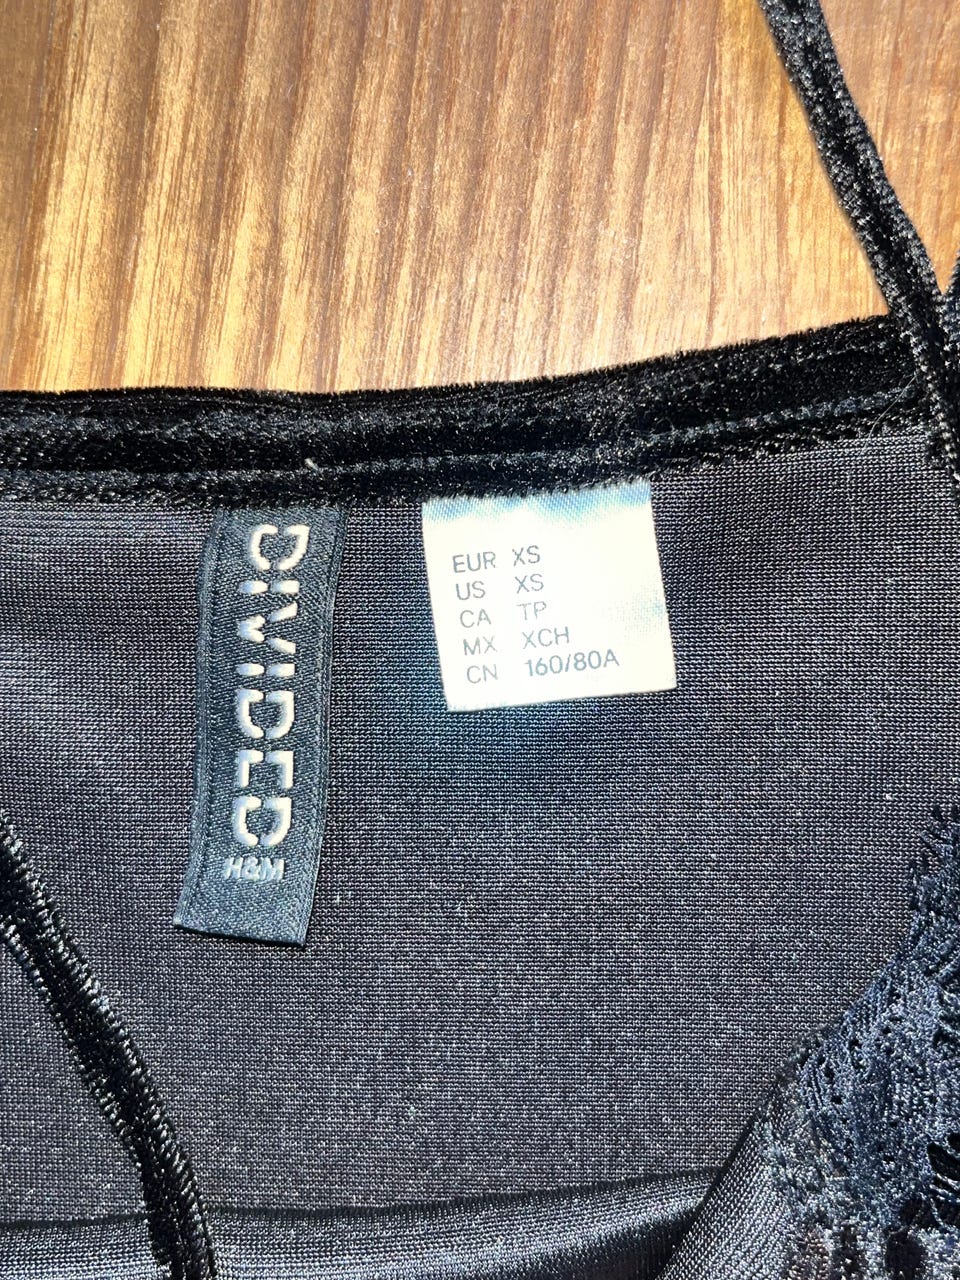 DIVIDED
H&M
EUR XS
US XS
CA TP
MX XCH
CN 160/80A